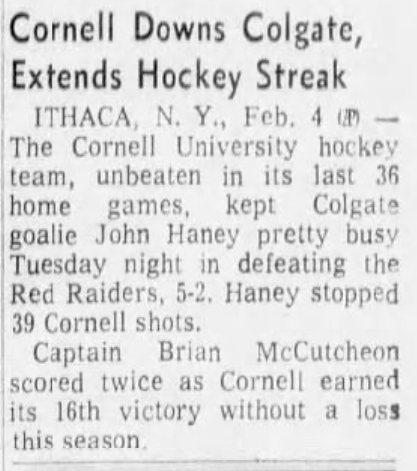 Cornell Downs Colgate,
Extends Hockey Streak
ITHACA, N. Y., Feb. 4 (AP) —
The Cornell University hockey
team, unbeaten in its last 36
home games, kept Colgate
goalie John Haney pretty busy
Tuesday night in defeating the
Red Raiders, 5-2. Haney stopped
39 Cornell shots.
Captain Brian McCutcheon
scored twice as Cornell earned
its 16th victory without a loss
this season.